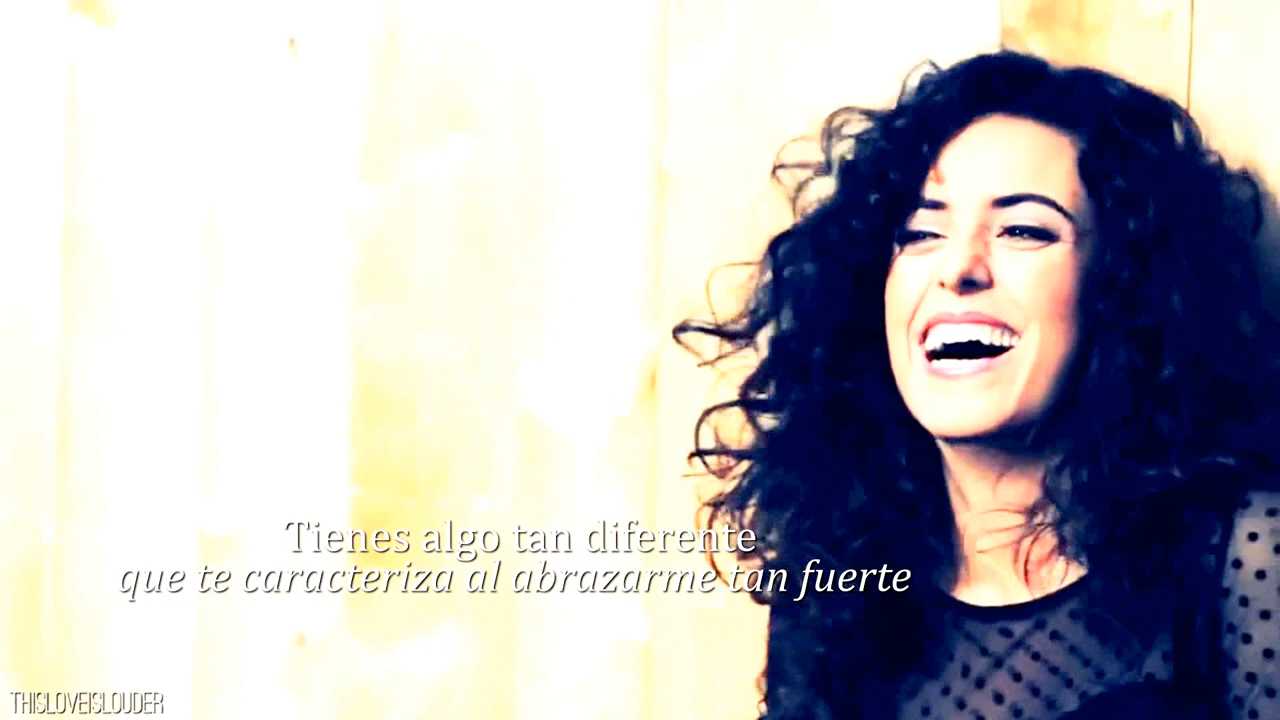 Tienes algo tan diferente
que te caracteriza al abrazarme tan fuerte
THISLOVEISLOUDER